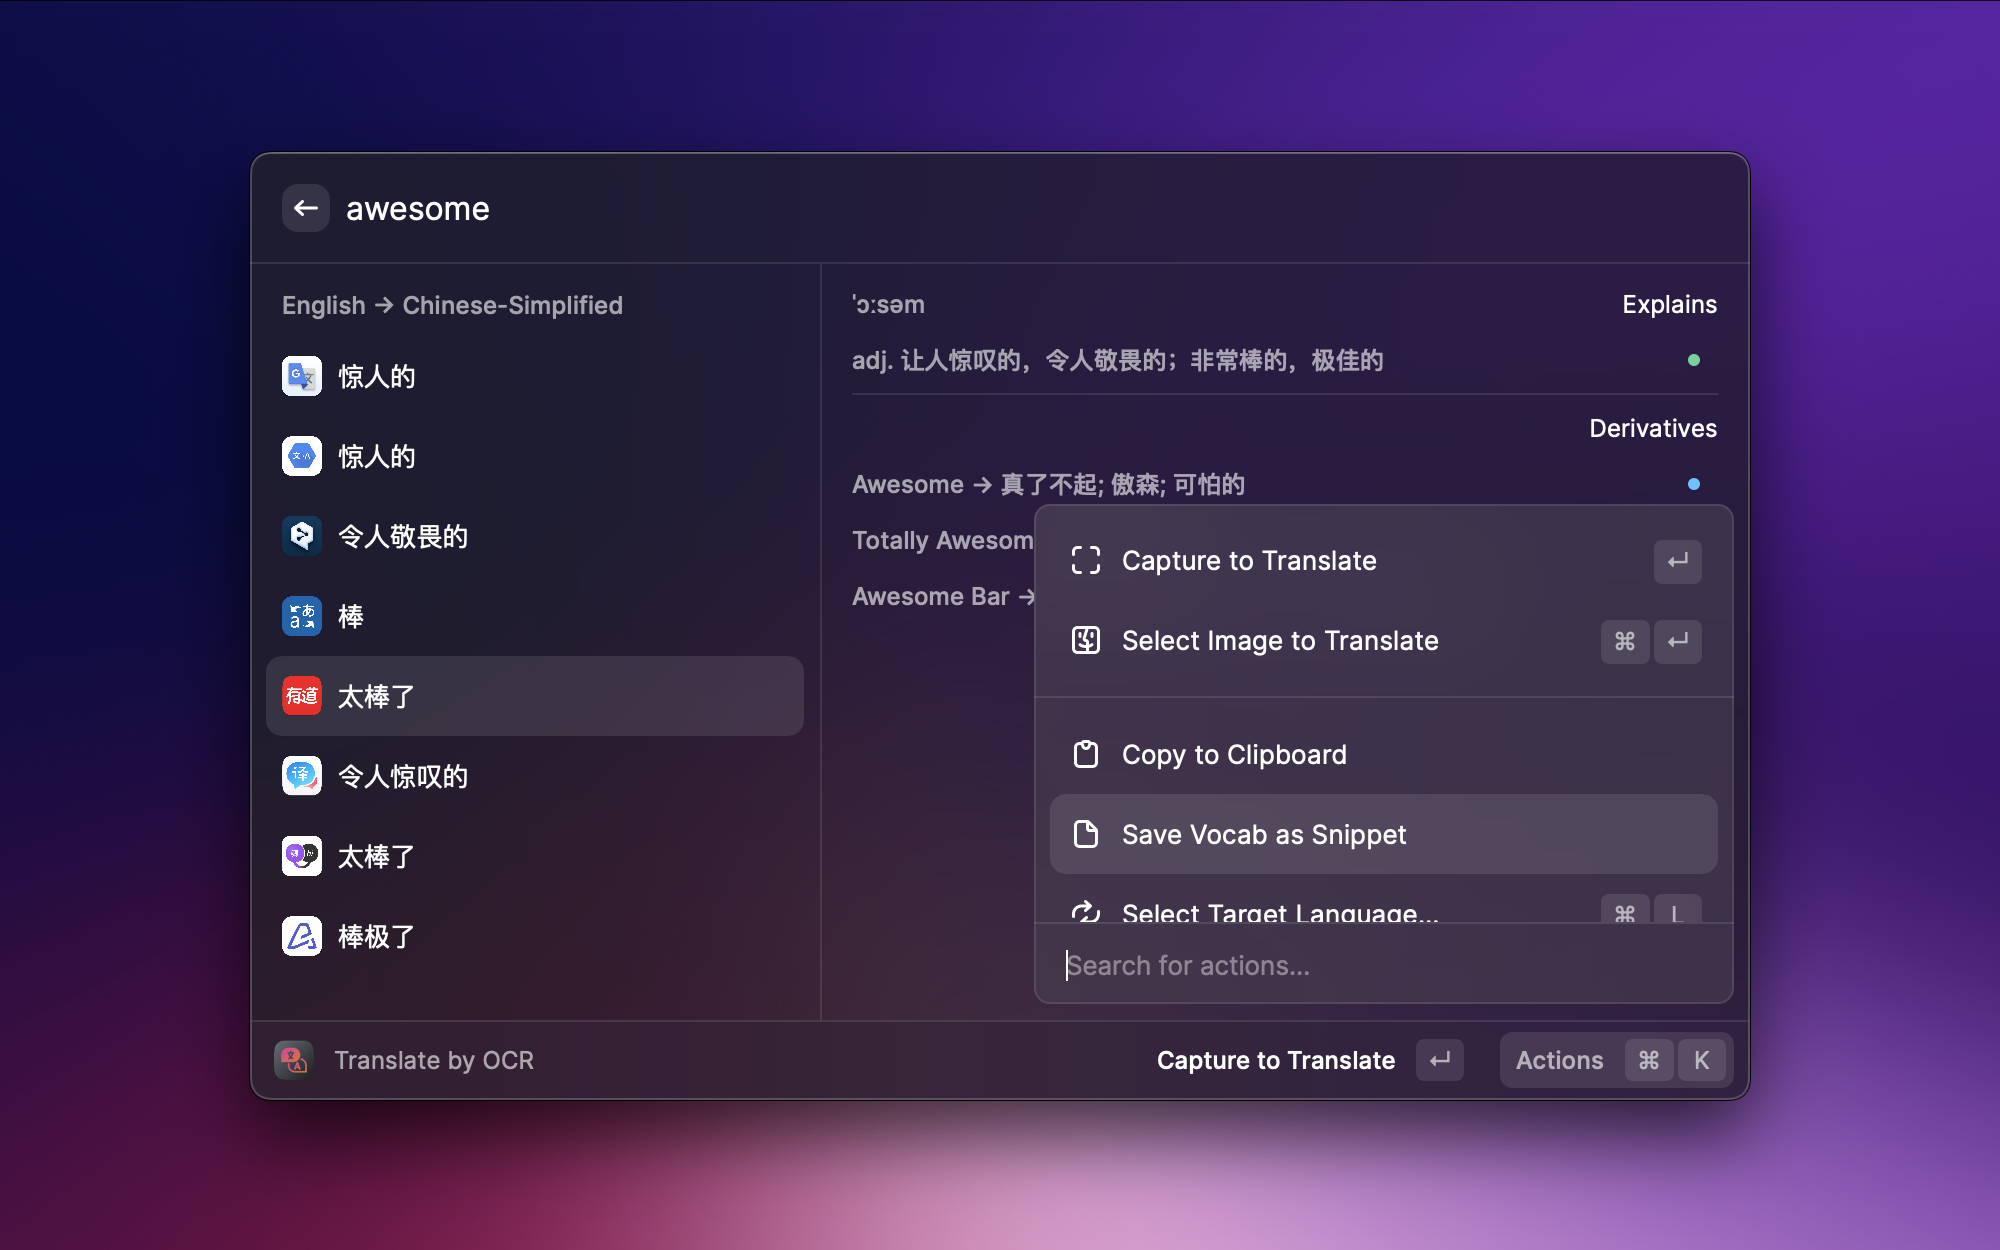 awesome
English → Chinese-Simplified
惊人的
惊人的
令人敬畏的
棒
有道 太棒了
译 令人惊叹的
太棒了
棒极了
'ɔ:səm Explains
adj. 让人惊叹的，令人敬畏的；非常棒的，极佳的
Derivatives
Awesome → 真了不起; 傲森; 可怕的
Totally Awesom
Awesome Bar →
Capture to Translate ↵
Select Image to Translate ⌘ ↵
Copy to Clipboard
Save Vocab as Snippet
Select Target Language... ⌘ L
Search for actions...
Translate by OCR
Capture to Translate ↵ Actions ⌘ K